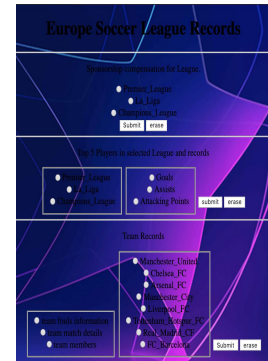 Europe Soccer League Records
Sponsorship compensation for League.
Premier_League
La_Liga
Champions_League
Submit erase
Top 5 Players in selected League and records
Premier_League
La_Liga
Champions_League
Goals
Assists
Attacking Points
submit erase
Team Records
team basic information
team match details
team members
Manchester_United
Chelsea_FC
Arsenal_FC
Manchester_City
Liverpool_FC
Tottenham_Hotspur_FC
Real_Madrid_CF
FC_Barcelona
Submit erase